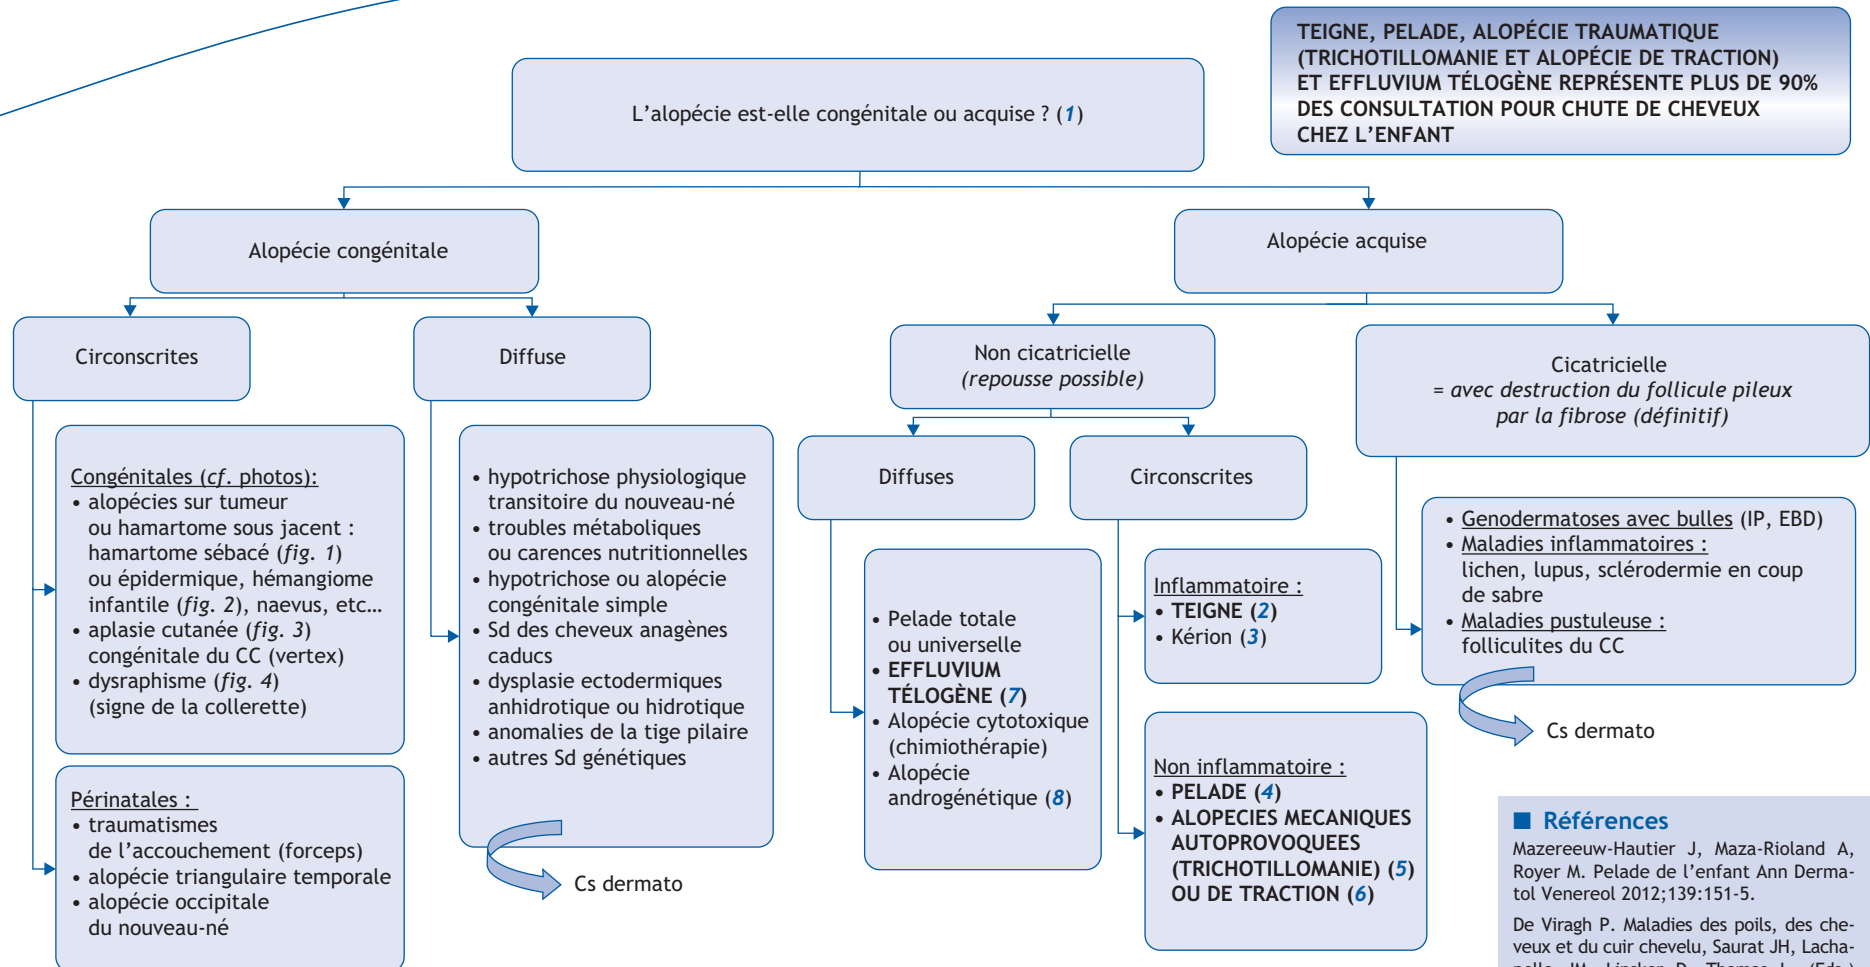 TEIGNE, PELADE, ALOPÉCIE TRAUMATIQUE
(TRICHOTILLOMANIE ET ALOPÉCIE DE TRACTION)
ET EFFLUVIUM TÉLOGÈNE REPRÉSENTE PLUS DE 90%
DES CONSULTATION POUR CHUTE DE CHEVEUX
CHEZ L'ENFANT
L'alopécie est-elle congénitale ou acquise ? (1)
Alopécie congénitale
Alopécie acquise
Circonscrites
Diffuse
Non cicatricielle
(repousse possible)
Cicatricielle
= avec destruction du follicule pileux
par la fibrose (définitif)
Congénitales (cf. photos):
• alopécies sur tumeur
ou hamartome sous jacent :
hamartome sébacé (fig. 1)
ou épidermique, hémangiome
infantile (fig. 2), naevus, etc…
• aplasie cutanée (fig. 3)
congénitale du CC (vertex)
• dysraphisme (fig. 4)
(signe de la collerette)
Périnatales :
• traumatismes
de l'accouchement (forceps)
• alopécie triangulaire temporale
• alopécie occipitale
du nouveau-né
• hypotrichose physiologique
transitoire du nouveau-né
• troubles métaboliques
ou carences nutritionnelles
• hypotrichose ou alopécie
congénitale simple
• Sd des cheveux anagènes
caducs
• dysplasie ectodermiques
anhidrotique ou hidrotique
• anomalies de la tige pilaire
• autres Sd génétiques
Cs dermato
Diffuses
Circonscrites
• Pelade totale
ou universelle
• EFFLUVIUM
TÉLOGÈNE (7)
• Alopécie cytotoxique
(chimiothérapie)
• Alopécie
androgénétique (8)
Inflammatoire :
• TEIGNE (2)
• Kérion (3)
Non inflammatoire :
• PELADE (4)
• ALOPECIES MECANIQUES
AUTOPROVOQUEES
(TRICHOTILLOMANIE) (5)
OU DE TRACTION (6)
• Genodermatoses avec bulles (IP, EBD)
• Maladies inflammatoires :
lichen, lupus, sclérodermie en coup
de sabre
• Maladies pustuleuse :
folliculites du CC
Cs dermato
■ Références
Mazereeuw-Hautier J, Maza-Rioland A,
Royer M. Pelade de l'enfant Ann Derma-
tol Venereol 2012;139:151-5.
De Viragh P. Maladies des poils, des che-
veux et du cuir chevelu, Saurat JH, Lacha-